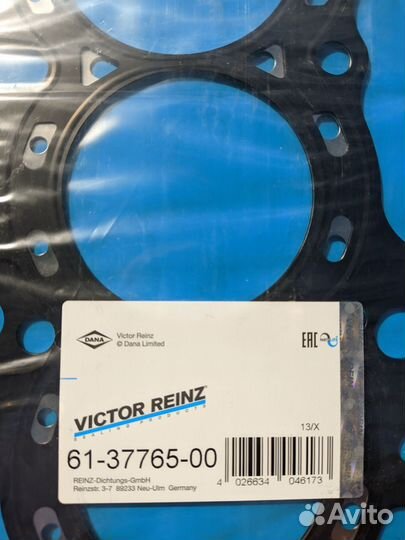 DANA
Victor Reinz
© Dana Limited
EAC
VICTOR REINZ
SEALING PRODUCTS
13/X
61-37765-00
REINZ-Dichtungs-GmbH
Reinzstr. 3-7 89233 Neu-Ulm Germany
4 026634 046173
Avito